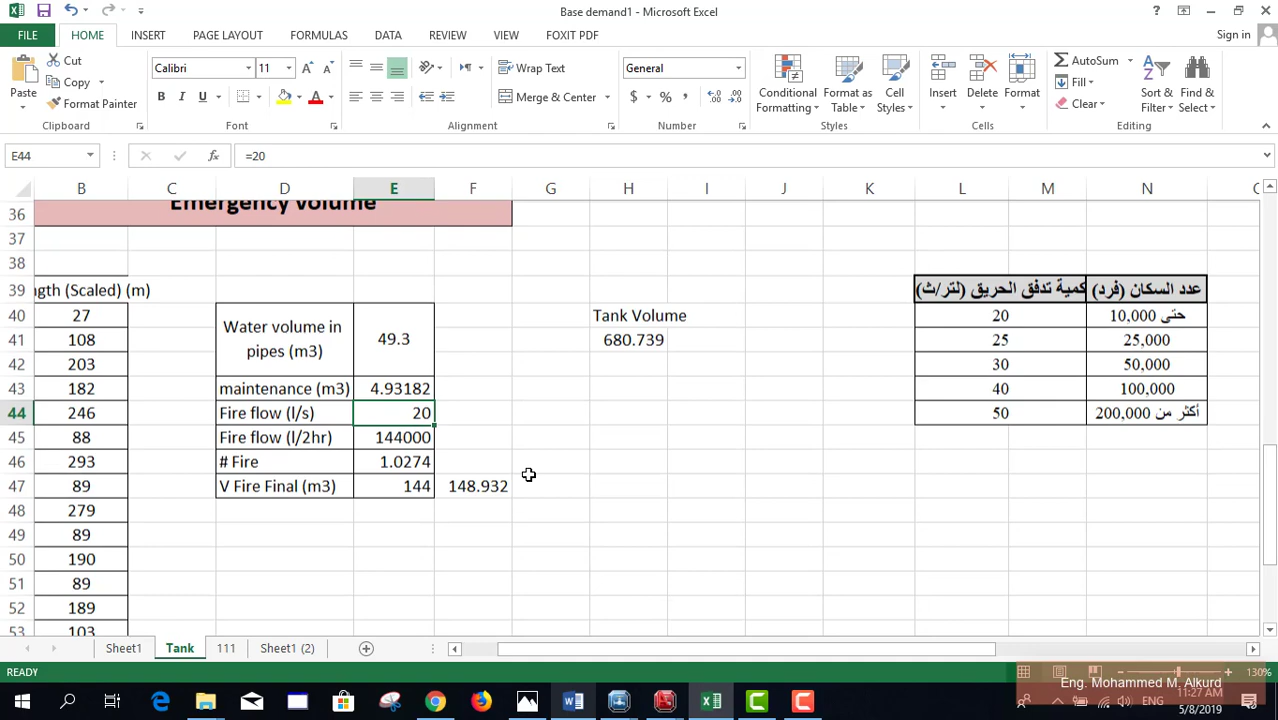 Base demand1 - Microsoft Excel
FILE HOME INSERT PAGE LAYOUT FORMULAS DATA REVIEW VIEW FOXIT PDF Sign in
Cut
Copy
Format Painter
Paste
Clipboard
Calibri 11
B I U
Font
Wrap Text
Merge & Center
Alignment
General
$ % ,
Number
Conditional Formatting
Format as Table
Cell Styles
Styles
Insert Delete Format
Cells
AutoSum
Fill
Clear
Sort & Filter
Find & Select
Editing
E44 =20
B C D E F G H I J K L M N
36 Emergency volume
37
38
39 ngth (Scaled) (m) كمية تدفق الحريق (لتر/ث) عدد السكان (فرد)
40 27 Water volume in Tank Volume 20 حتى 10,000
41 108 pipes (m3) 49.3 680.739 25 25,000
42 203 30 50,000
43 182 maintenance (m3) 4.93182 40 100,000
44 246 Fire flow (l/s) 20 50 أكثر من 200,000
45 88 Fire flow (l/2hr) 144000
46 293 # Fire 1.0274
47 89 V Fire Final (m3) 144 148.932
48 279
49 89
50 190
51 89
52 189
53 103
Sheet1 Tank 111 Sheet1 (2)
READY 130%
Eng. Mohammed M. Alkurd
ENG 11:27 AM
5/8/2019